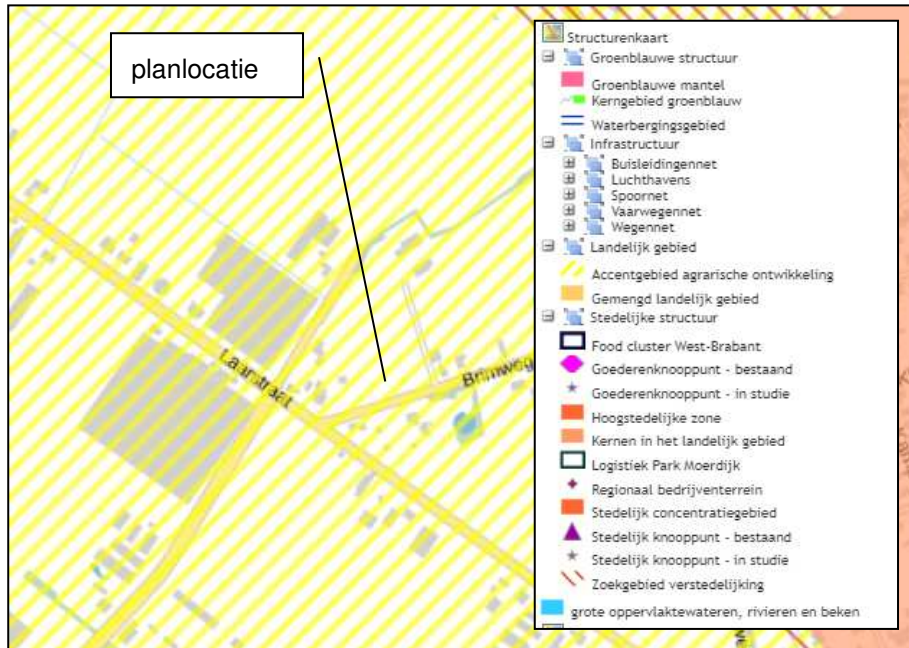 planlocatie
Laarstraat
Brimweg
Structurenkaart
Groenblauwe structuur
Groenblauwe mantel
Kerngebied groenblauw
Waterbergingsgebied
Infrastructuur
Buisleidingennet
Luchthavens
Spoornet
Vaarwegennet
Wegennet
Landelijk gebied
Accentgebied agrarische ontwikkeling
Gemengd landelijk gebied
Stedelijke structuur
Food cluster West-Brabant
Goederenknooppunt - bestaand
Goederenknooppunt - in studie
Hoogstedelijke zone
Kernen in het landelijk gebied
Logistiek Park Moerdijk
Regionaal bedrijventerrein
Stedelijk concentratiegebied
Stedelijk knooppunt - bestaand
Stedelijk knooppunt - in studie
Zoekgebied verstedelijking
grote oppervlaktewateren, rivieren en beken